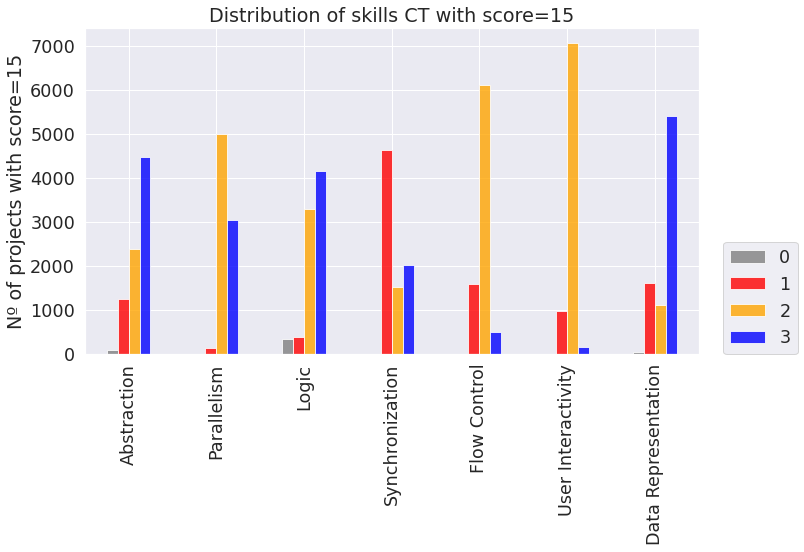 Distribution of skills CT with score=15
Nº of projects with score=15
7000
6000
5000
4000
3000
2000
1000
0
Abstraction
Parallelism
Logic
Synchronization
Flow Control
User Interactivity
Data Representation
0
1
2
3